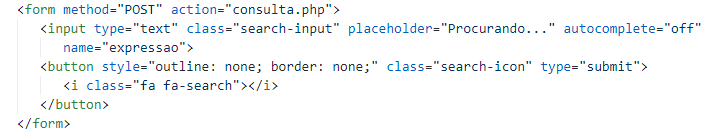 <form method="POST" action="consulta.php">
<input type="text" class="search-input" placeholder="Procurando..." autocomplete="off"
name="expressao">
<button style="outline: none; border: none;" class="search-icon" type="submit">
<i class="fa fa-search"></i>
</button>
</form>